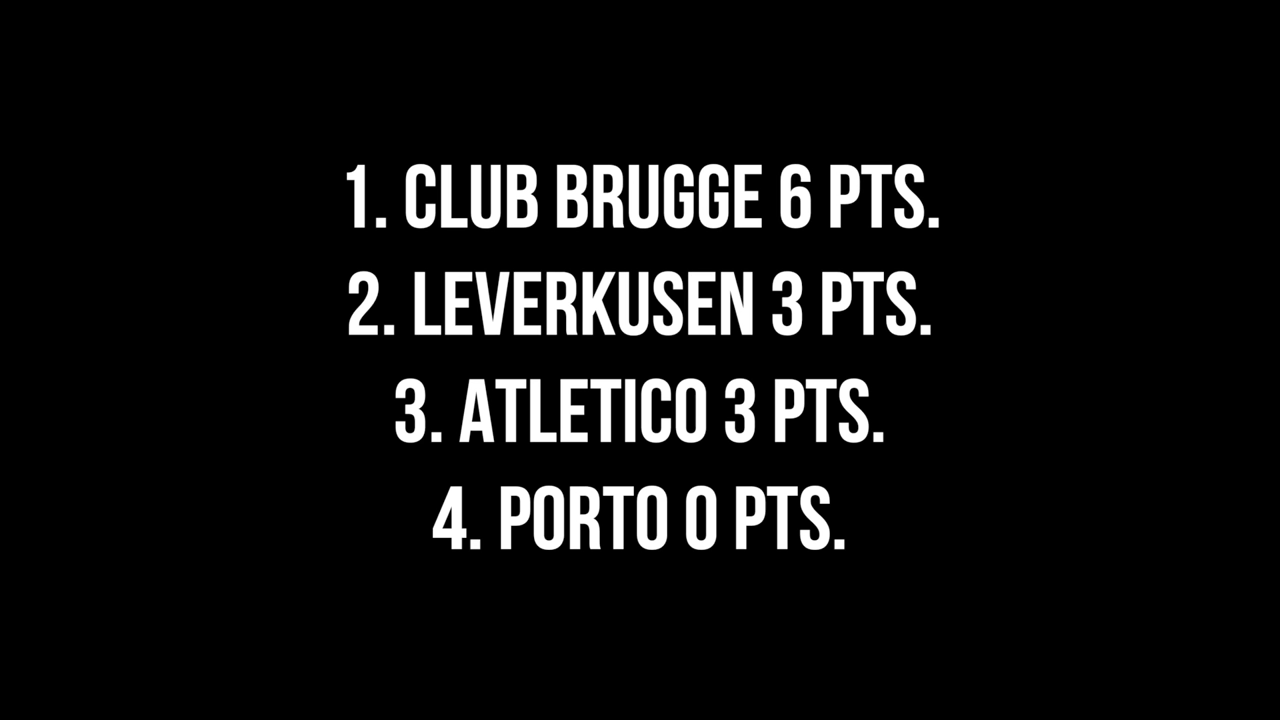 1. CLUB BRUGGE 6 PTS.
2. LEVERKUSEN 3 PTS.
3. ATLETICO 3 PTS.
4. PORTO 0 PTS.